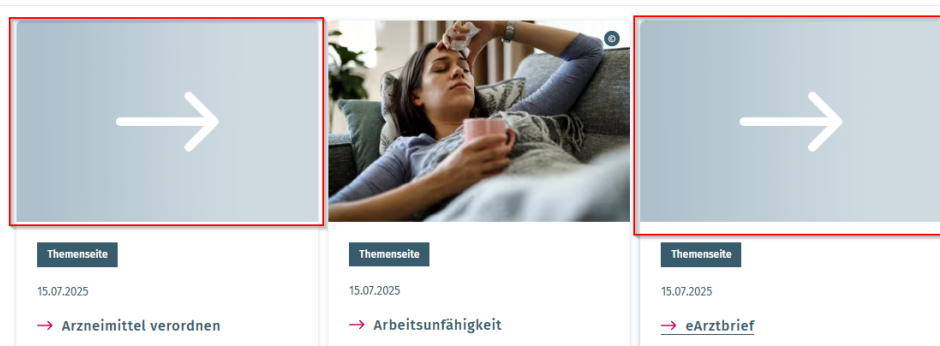 ©
Themenseite
15.07.2025
→ Arzneimittel verordnen
Themenseite
15.07.2025
→ Arbeitsunfähigkeit
Themenseite
15.07.2025
→ eArztbrief